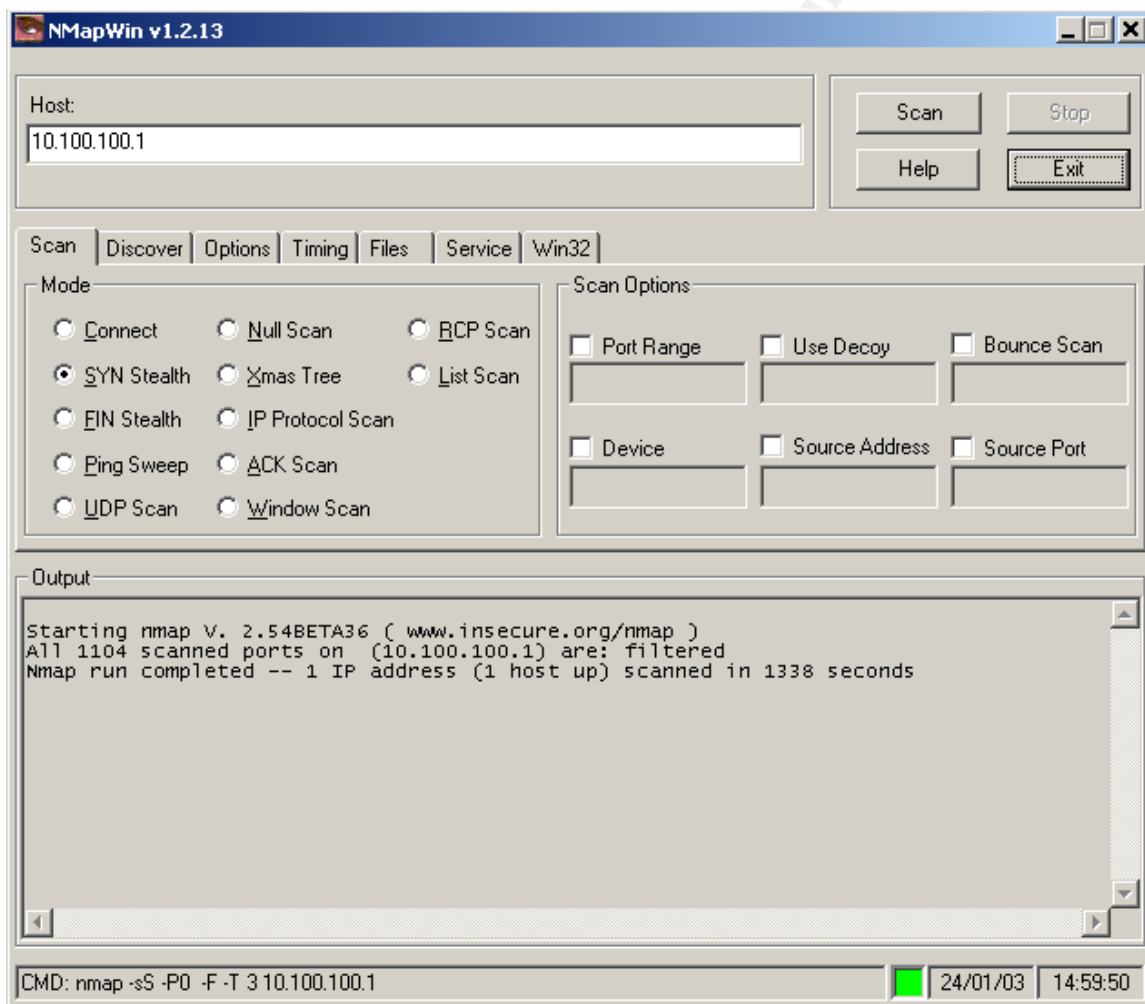 NMapWin v1.2.13
Host:
10.100.100.1
Scan
Stop
Help
Exit
Scan Discover Options Timing Files Service Win32
Mode
Connect Null Scan RCP Scan
SYN Stealth Xmas Tree List Scan
FIN Stealth IP Protocol Scan
Ping Sweep ACK Scan
UDP Scan Window Scan
Scan Options
Port Range Use Decoy Bounce Scan
Device Source Address Source Port
Output
Starting nmap V. 2.54BETA36 ( www.insecure.org/nmap )
All 1104 scanned ports on (10.100.100.1) are: filtered
Nmap run completed -- 1 IP address (1 host up) scanned in 1338 seconds
CMD: nmap -sS -P0 -F -T 3 10.100.100.1
24/01/03
14:59:50